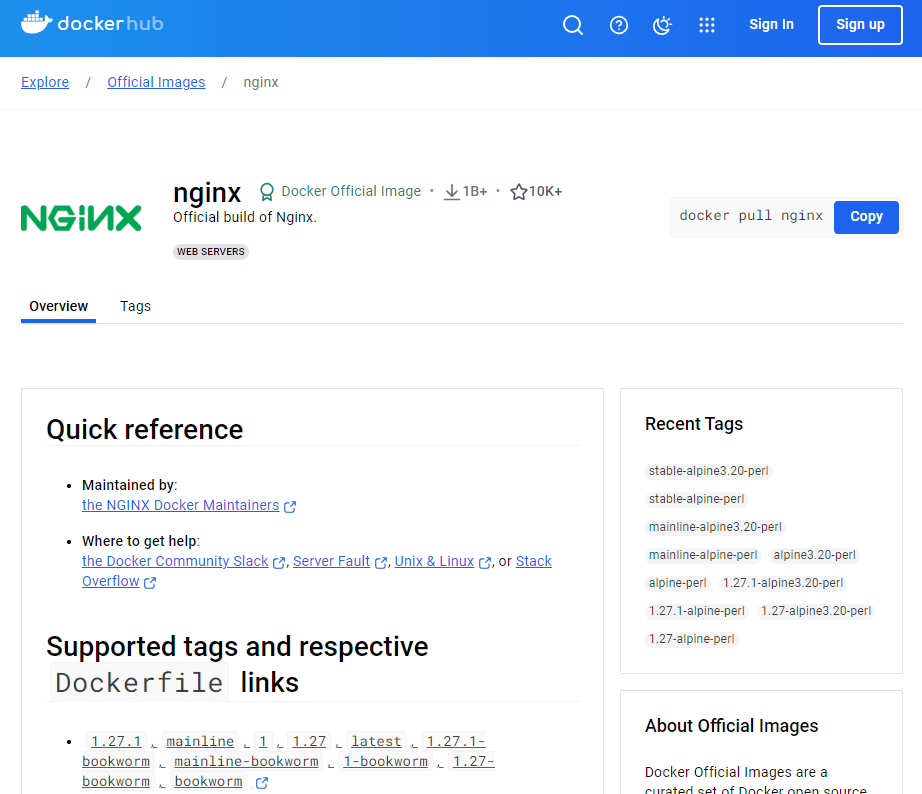 dockerhub
Sign In
Sign up
Explore / Official Images / nginx
NGINX
nginx Docker Official Image • 1B+ • 10K+
Official build of Nginx.
WEB SERVERS
docker pull nginx Copy
Overview Tags
Quick reference
• Maintained by:
the NGINX Docker Maintainers
• Where to get help:
the Docker Community Slack , Server Fault , Unix & Linux , or Stack
Overflow
Supported tags and respective
Dockerfile links
• 1.27.1 , mainline , 1 , 1.27 , latest , 1.27.1-
bookworm , mainline-bookworm , 1-bookworm , 1.27-
bookworm , bookworm
Recent Tags
stable-alpine3.20-perl
stable-alpine-perl
mainline-alpine3.20-perl
mainline-alpine-perl alpine3.20-perl
alpine-perl 1.27.1-alpine3.20-perl
1.27.1-alpine-perl 1.27-alpine3.20-perl
1.27-alpine-perl
About Official Images
Docker Official Images are a
curated set of Docker open source